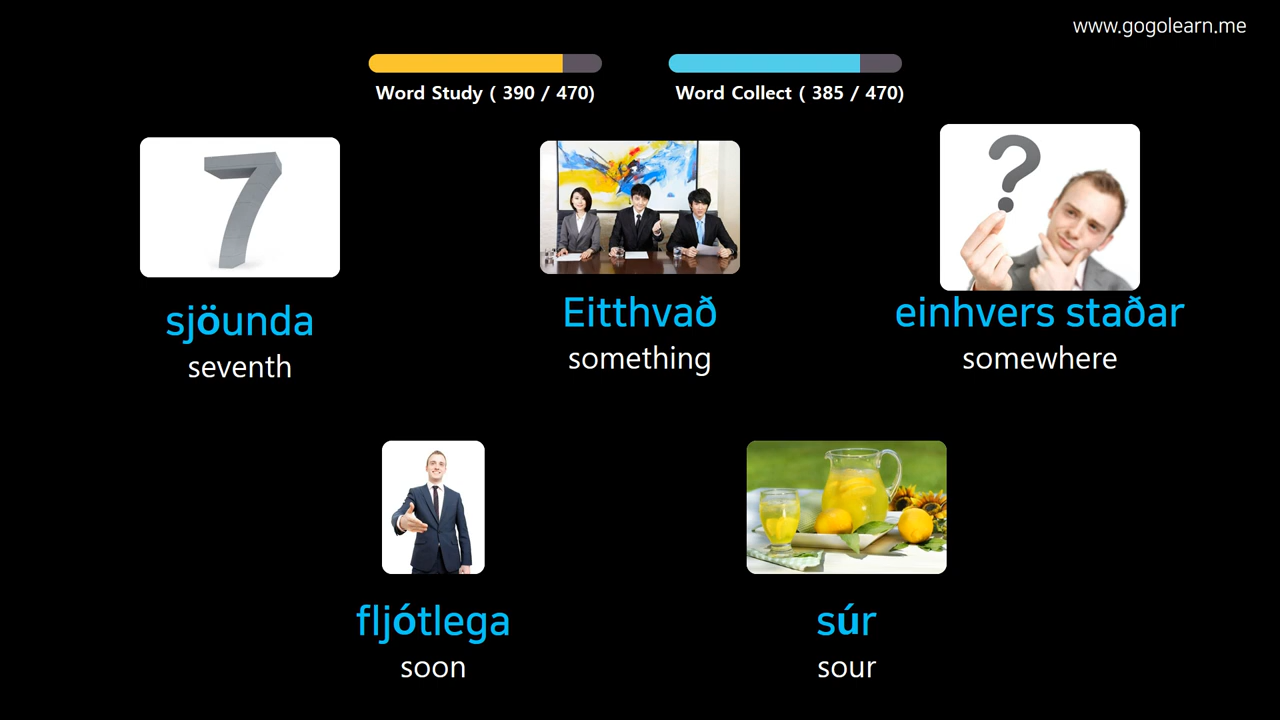 www.gogolearn.me
Word Study ( 390 / 470)
Word Collect ( 385 / 470)
7
?
sjöunda
seventh
Eitthvað
something
einhvers staðar
somewhere
fljótlega
soon
súr
sour